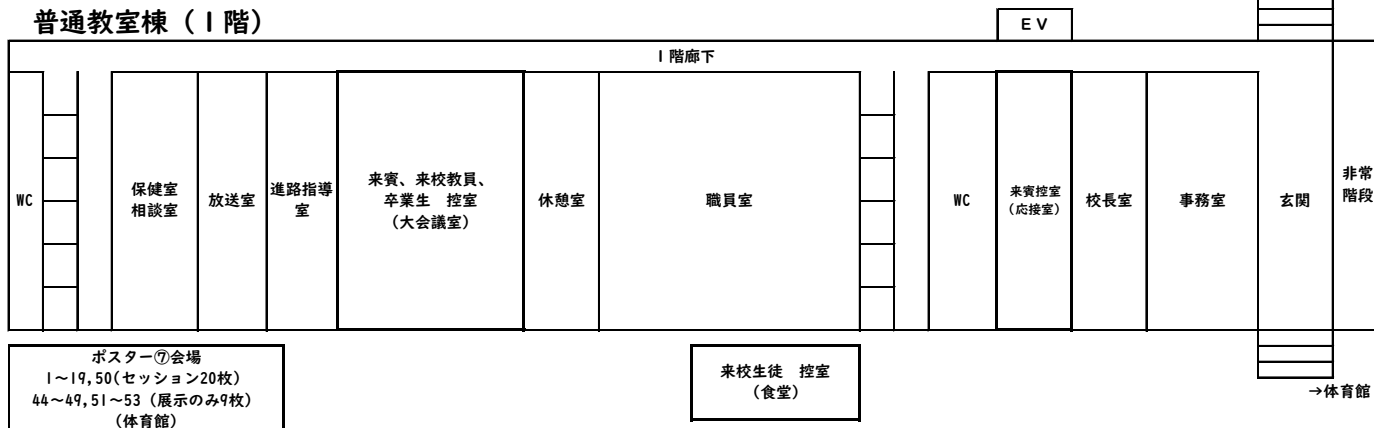 普通教室棟（1階）
EV
1階廊下
WC
保健室
相談室
放送室
進路指導
室
来賓、来校教員、
卒業生　控室
（大会議室）
休憩室
職員室
WC
来賓控室
（応接室）
校長室
事務室
玄関
非常
階段
ポスター⑦会場
1～19,50(セッション20枚)
44～49,51～53（展示のみ9枚）
（体育館）
来校生徒　控室
（食堂）
→体育館